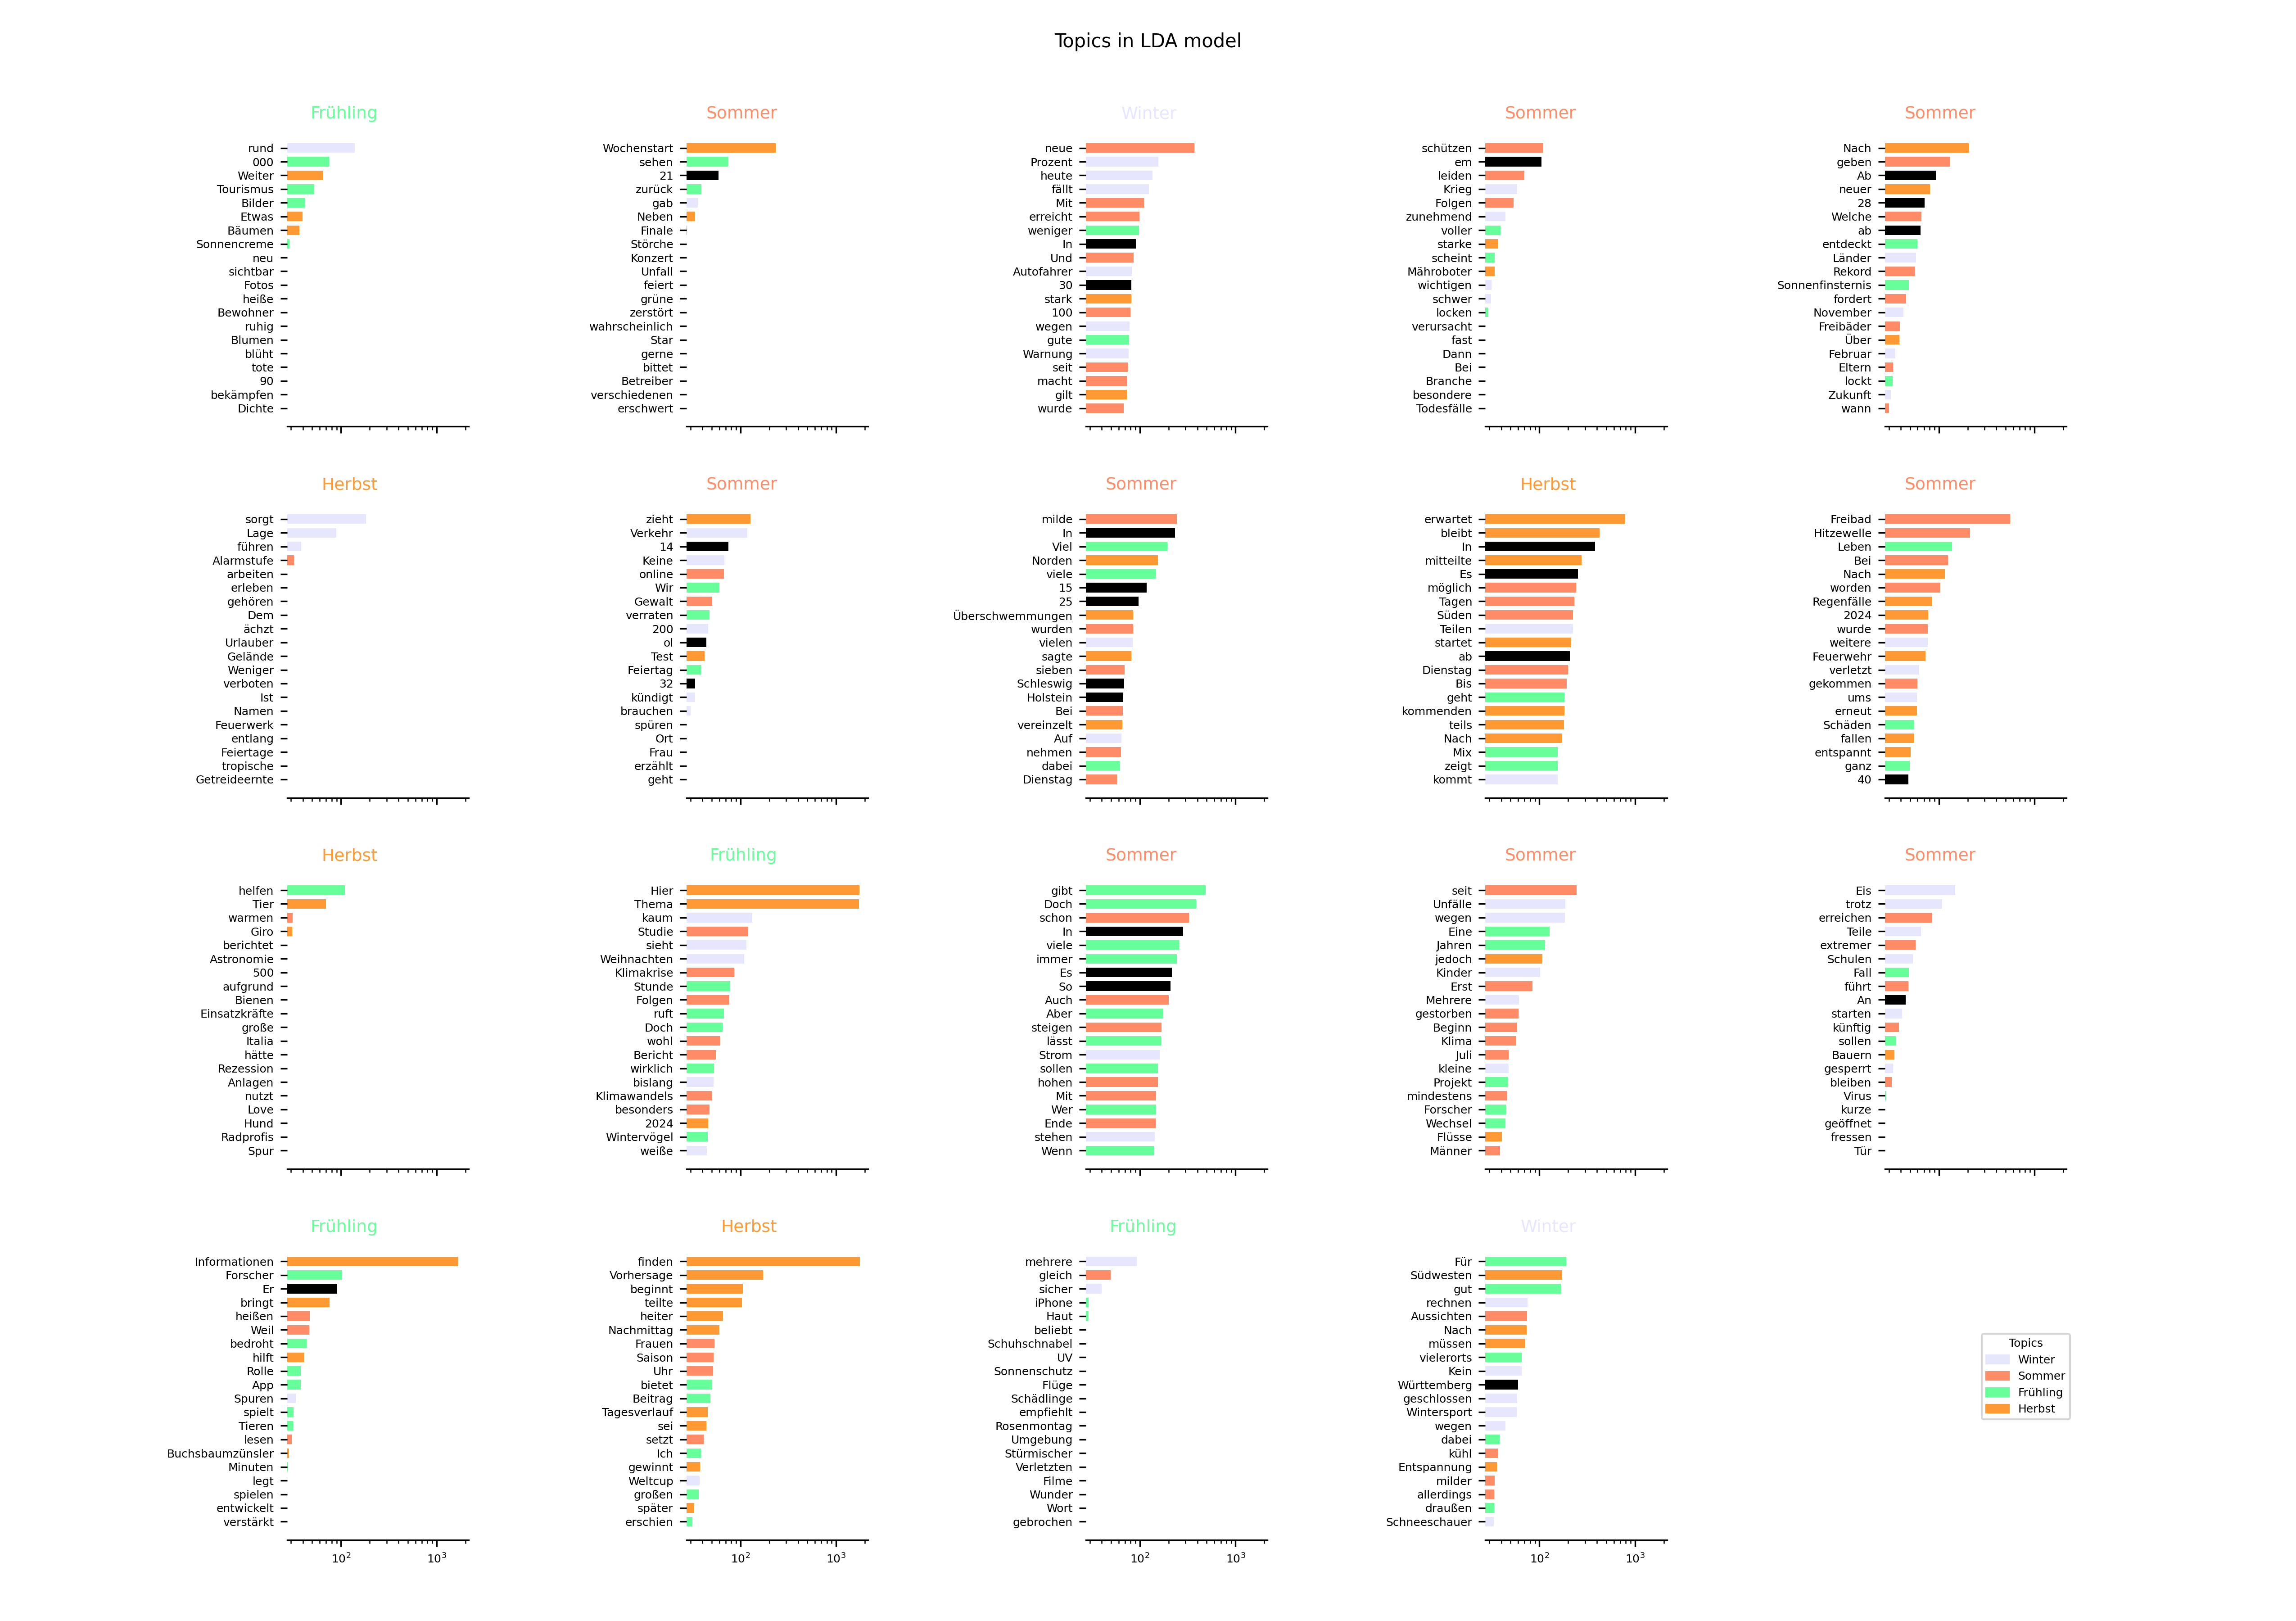 Topics in LDA model
Frühling
rund
000
Weiter
Tourismus
Bilder
Etwas
Bäumen
Sonnencreme
neu
sichtbar
Fotos
heiße
Bewohner
ruhig
Blumen
blüht
tote
90
bekämpfen
Dichte
Sommer
Wochenstart
sehen
21
zurück
gab
Neben
Finale
Störche
Konzert
Unfall
feiert
grüne
zerstört
wahrscheinlich
Star
gerne
bittet
Betreiber
verschiedenen
erschwert
Winter
neue
Prozent
heute
fällt
Mit
erreicht
weniger
In
Und
Autofahrer
30
stark
100
wegen
gute
Warnung
seit
macht
gilt
wurde
Sommer
schützen
em
leiden
Krieg
Folgen
zunehmend
voller
starke
scheint
Mähroboter
wichtigen
schwer
locken
verursacht
fast
Dann
Bei
Branche
besondere
Todesfälle
Sommer
Nach
geben
Ab
neuer
28
Welche
ab
entdeckt
Länder
Rekord
Sonnenfinsternis
fordert
November
Freibäder
Über
Februar
Eltern
lockt
Zukunft
wann
Herbst
sorgt
Lage
führen
Alarmstufe
arbeiten
erleben
gehören
Dem
ächzt
Urlauber
Gelände
Weniger
verboten
Ist
Namen
Feuerwerk
entlang
Feiertage
tropische
Getreideernte
Sommer
zieht
Verkehr
14
Keine
online
Wir
Gewalt
verraten
200
ol
Test
Feiertag
32
kündigt
brauchen
spüren
Ort
Frau
erzählt
geht
Sommer
milde
In
Viel
Norden
viele
15
25
Überschwemmungen
wurden
vielen
sagte
sieben
Schleswig
Holstein
Bei
vereinzelt
Auf
nehmen
dabei
Dienstag
Herbst
erwartet
bleibt
In
mitteilte
Es
möglich
Tagen
Süden
Teilen
startet
ab
Dienstag
Bis
geht
kommenden
teils
Nach
Mix
zeigt
kommt
Sommer
Freibad
Hitzewelle
Leben
Bei
Nach
worden
Regenfälle
2024
wurde
weitere
Feuerwehr
verletzt
gekommen
ums
erneut
Schäden
fallen
entspannt
ganz
40
Herbst
helfen
Tier
warmen
Giro
berichtet
Astronomie
500
aufgrund
Bienen
Einsatzkräfte
große
Italia
hätte
Rezession
Anlagen
nutzt
Love
Hund
Radprofis
Spur
Frühling
Hier
Thema
kaum
Studie
sieht
Weihnachten
Klimakrise
Stunde
Folgen
ruft
Doch
wohl
Bericht
wirklich
bislang
Klimawandels
besonders
2024
Wintervögel
weiße
Sommer
gibt
Doch
schon
In
viele
immer
Es
So
Auch
Aber
steigen
lässt
Strom
sollen
hohen
Mit
Wer
Ende
stehen
Wenn
Sommer
seit
Unfälle
wegen
Eine
Jahren
jedoch
Kinder
Erst
Mehrere
gestorben
Beginn
Klima
Juli
kleine
Projekt
mindestens
Forscher
Wechsel
Flüsse
Männer
Sommer
Eis
trotz
erreichen
Teile
extremer
Schulen
Fall
führt
An
starten
künftig
sollen
Bauern
gesperrt
bleiben
Virus
kurze
geöffnet
fressen
Tür
Frühling
Informationen
Forscher
Er
bringt
heißen
Weil
bedroht
hilft
Rolle
App
Spuren
spielt
Tieren
lesen
Buchsbaumzünsler
Minuten
legt
spielen
entwickelt
verstärkt
10² 10³
Herbst
finden
Vorhersage
beginnt
teilte
heiter
Nachmittag
Frauen
Saison
Uhr
bietet
Beitrag
Tagesverlauf
sei
setzt
Ich
gewinnt
Weltcup
großen
später
erschien
10² 10³
Frühling
mehrere
gleich
sicher
iPhone
Haut
beliebt
Schuhschnabel
UV
Sonnenschutz
Flüge
Schädlinge
empfiehlt
Rosenmontag
Umgebung
Stürmischer
Verletzten
Filme
Wunder
Wort
gebrochen
10² 10³
Winter
Für
Südwesten
gut
rechnen
Aussichten
Nach
müssen
vielerorts
Kein
Württemberg
geschlossen
Wintersport
wegen
dabei
kühl
Entspannung
milder
allerdings
draußen
Schneeschauer
10² 10³
Topics
Winter
Sommer
Frühling
Herbst